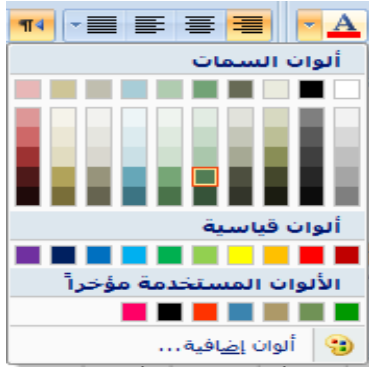 A
ألوان السمات
ألوان قياسية
الألوان المستخدمة مؤخراً
ألوان إضافية...